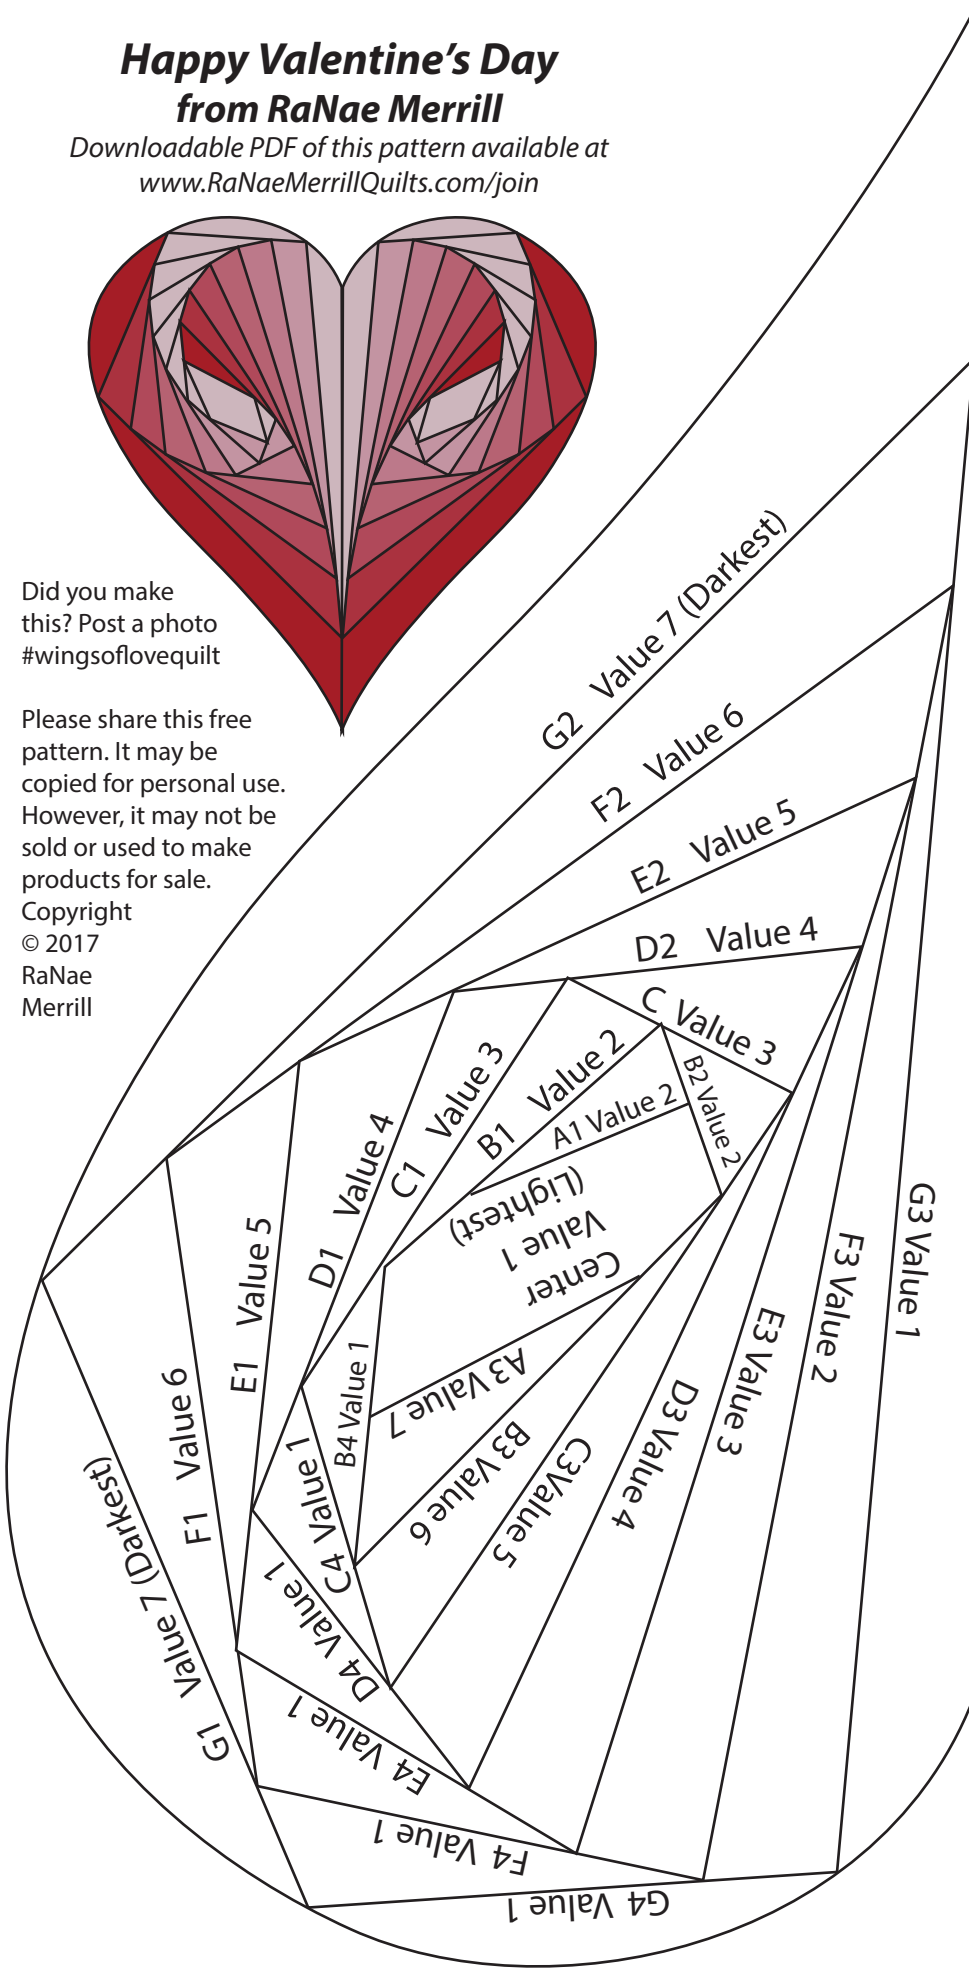 Happy Valentine's Day
from RaNae Merrill
Downloadable PDF of this pattern available at
www.RaNaeMerrillQuilts.com/join
Did you make
this? Post a photo
#wingsoflovequilt
Please share this free
pattern. It may be
copied for personal use.
However, it may not be
sold or used to make
products for sale.
Copyright
© 2017
RaNae
Merrill
G2 Value 7 (Darkest)
F2 Value 6
E2 Value 5
D2 Value 4
C Value 3
B2 Value 2
B1 Value 2
A1 Value 2
C1 Value 3
D1 Value 4
E1 Value 5
F1 Value 6
G1 Value 7 (Darkest)
Center
Value 1
(Lightest)
A3 Value 7
B3 Value 6
C3Value 5
D3 Value 4
E3 Value 3
F3 Value 2
G3 Value 1
B4 Value 1
C4 Value 1
D4 Value 1
E4 Value 1
F4 Value 1
G4 Value 1